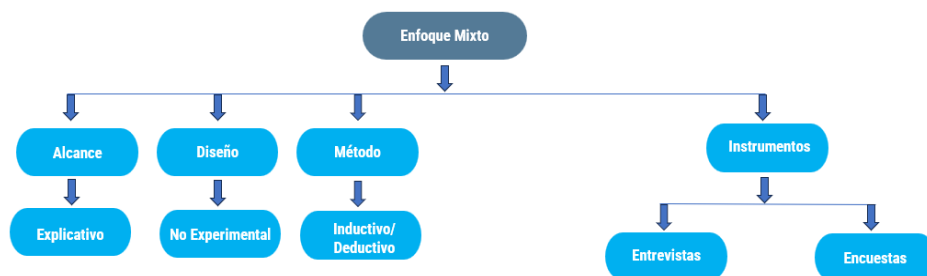 Enfoque Mixto
Alcance
Diseño
Método
Instrumentos
Explicativo
No Experimental
Inductivo/
Deductivo
Entrevistas
Encuestas